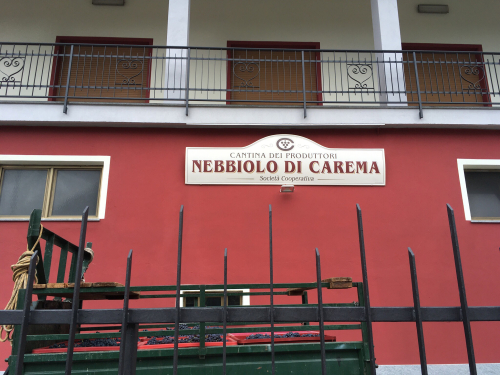 CANTINA DEI PRODUTTORI
NEBBIOLO DI CAREMA
Società Cooperativa